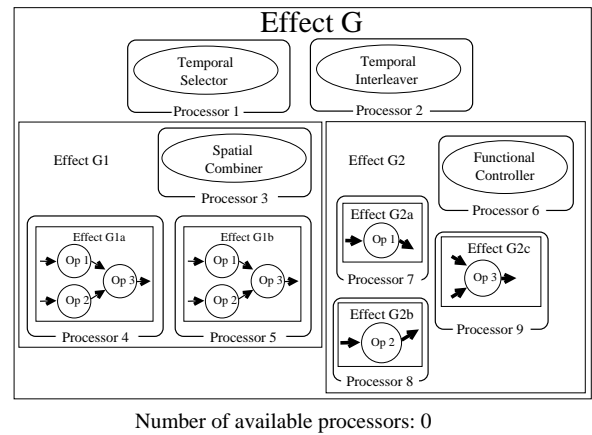 Effect G
Temporal
Selector
Processor 1
Temporal
Interleaver
Processor 2
Effect G1
Spatial
Combiner
Processor 3
Effect G1a
Op 1
Op 2
Op 3
Processor 4
Effect G1b
Op 1
Op 2
Op 3
Processor 5
Effect G2
Functional
Controller
Processor 6
Effect G2a
Op 1
Processor 7
Effect G2b
Op 2
Processor 8
Effect G2c
Op 3
Processor 9
Number of available processors: 0